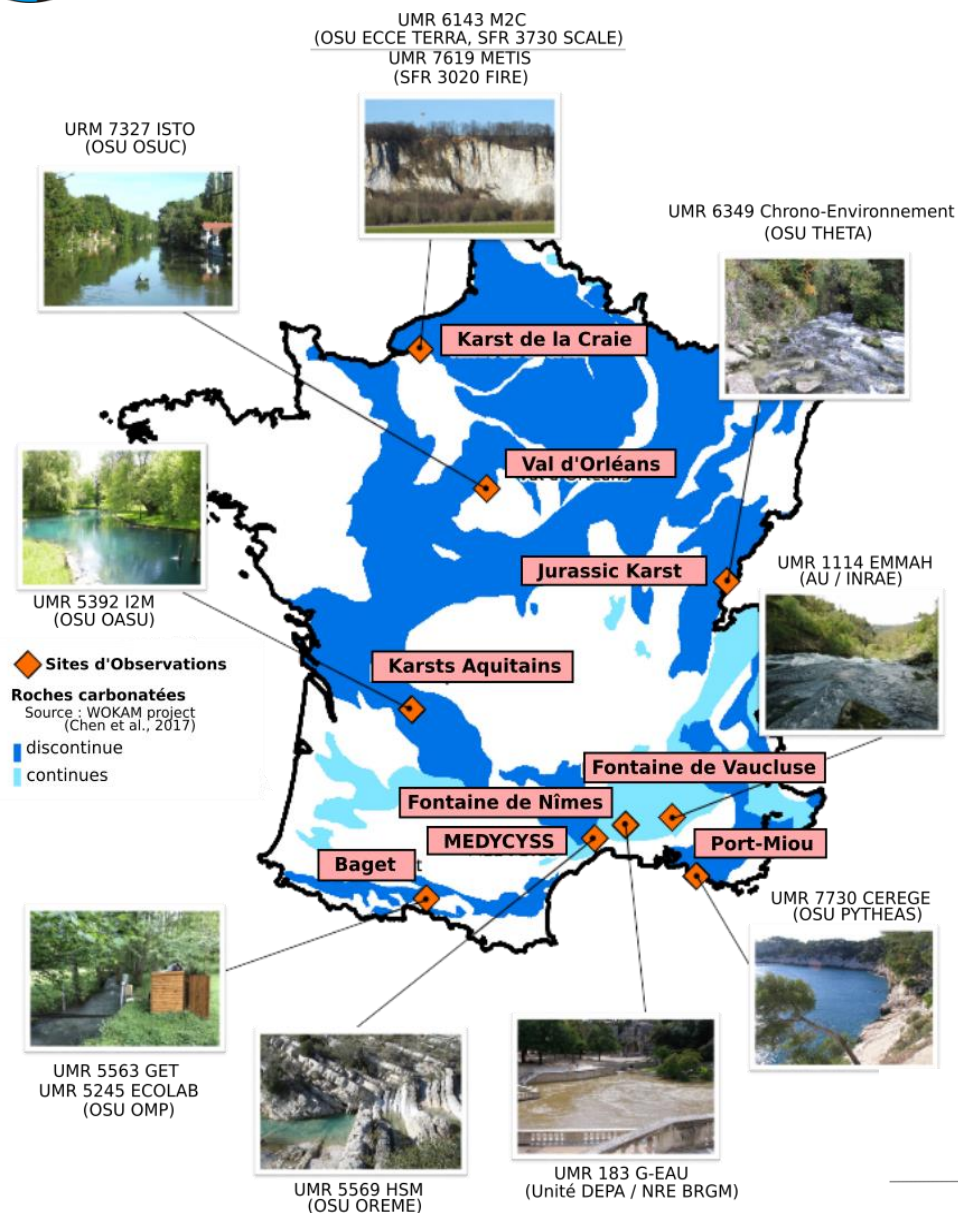 UMR 6143 M2C
(OSU ECCE TERRA, SFR 3730 SCALE)
UMR 7619 METIS
(SFR 3020 FIRE)
URM 7327 ISTO
(OSU OSUC)
UMR 6349 Chrono-Environnement
(OSU THETA)
Karst de la Craie
Val d'Orléans
Jurassic Karst
UMR 1114 EMMAH
(AU / INRAE)
UMR 5392 I2M
(OSU OASU)
Karsts Aquitains
Sites d'Observations
Roches carbonatées
Source : WOKAM project
(Chen et al., 2017)
discontinue
continues
Fontaine de Vaucluse
Fontaine de Nîmes
MEDYCYSS
Port-Miou
Baget
UMR 7730 CEREGE
(OSU PYTHEAS)
UMR 5563 GET
UMR 5245 ECOLAB
(OSU OMP)
UMR 5569 HSM
(OSU OREME)
UMR 183 G-EAU
(Unité DEPA / NRE BRGM)